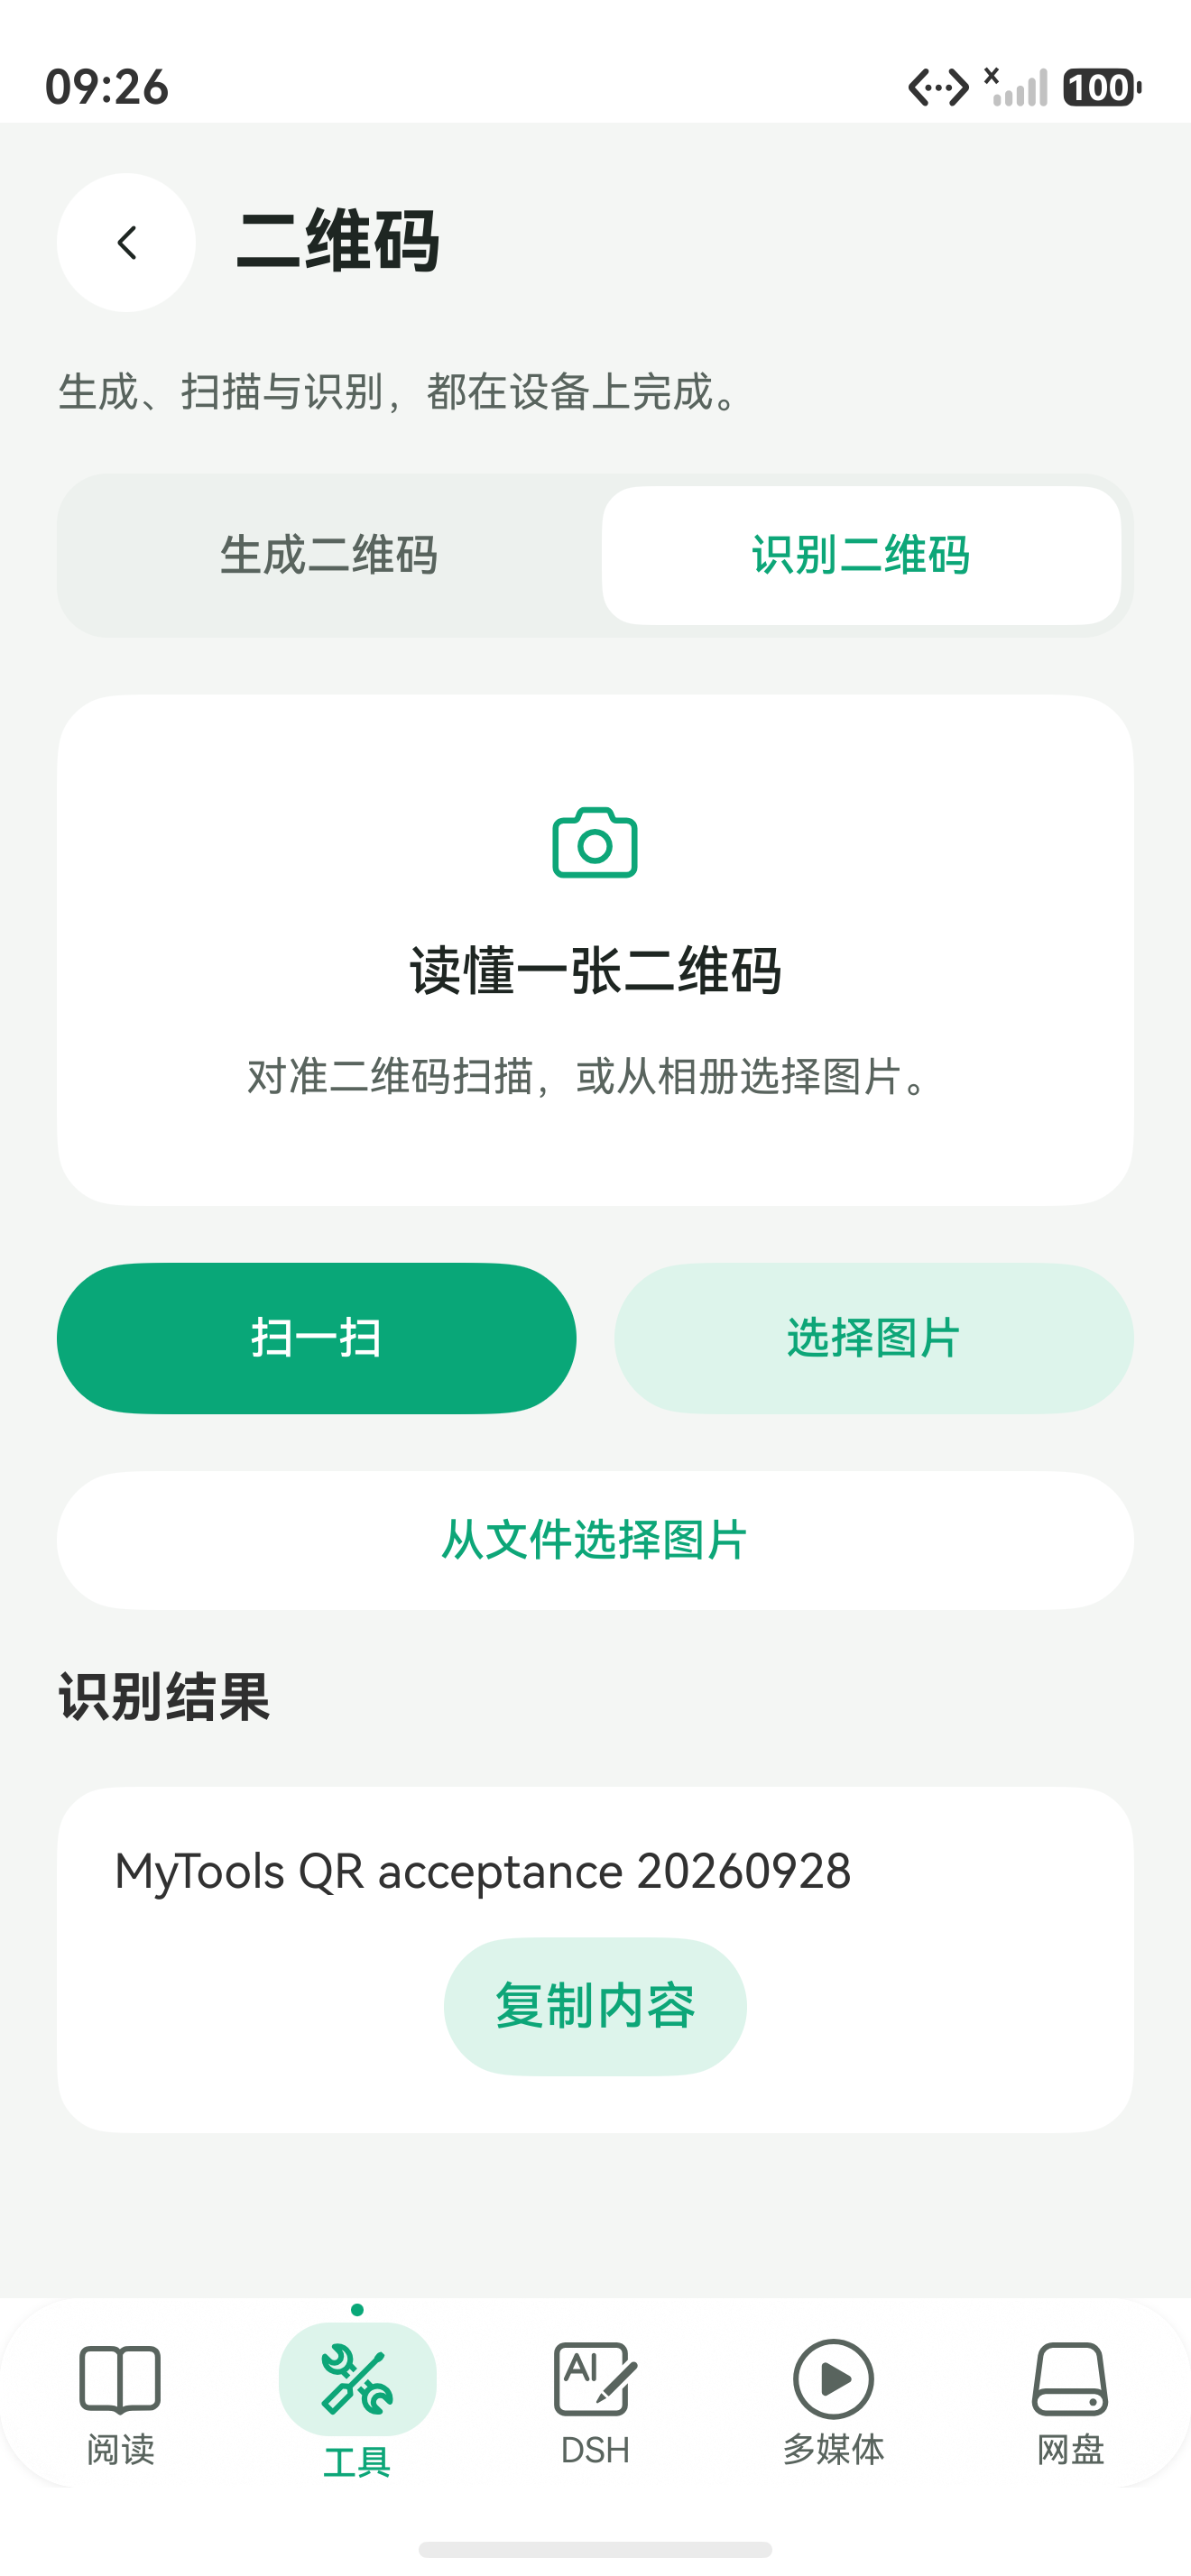 09:26
100
二维码
生成、扫描与识别，都在设备上完成。
生成二维码
识别二维码
读懂一张二维码
对准二维码扫描，或从相册选择图片。
扫一扫
选择图片
从文件选择图片
识别结果
MyTools QR acceptance 20260928
复制内容
阅读
工具
DSH
多媒体
网盘